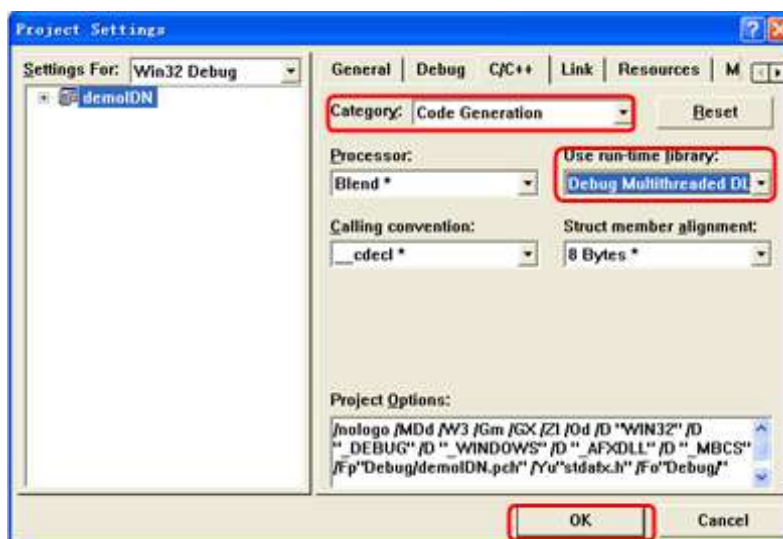 Project Settings
Settings For: Win32 Debug
demoIDN
General Debug C/C++ Link Resources M
Category: Code Generation Reset
Processor: Use run-time library:
Blend * Debug Multithreaded DL
Calling convention: Struct member alignment:
__cdecl * 8 Bytes *
Project Options:
/nologo /MDd /W3 /Gm /GX /ZI /Od /D "WIN32" /D
"_DEBUG" /D "_WINDOWS" /D "_AFXDLL" /D "_MBCS"
/Fp"Debug/demoIDN.pch" /Yu"stdafx.h" /Fo"Debug/"
OK Cancel